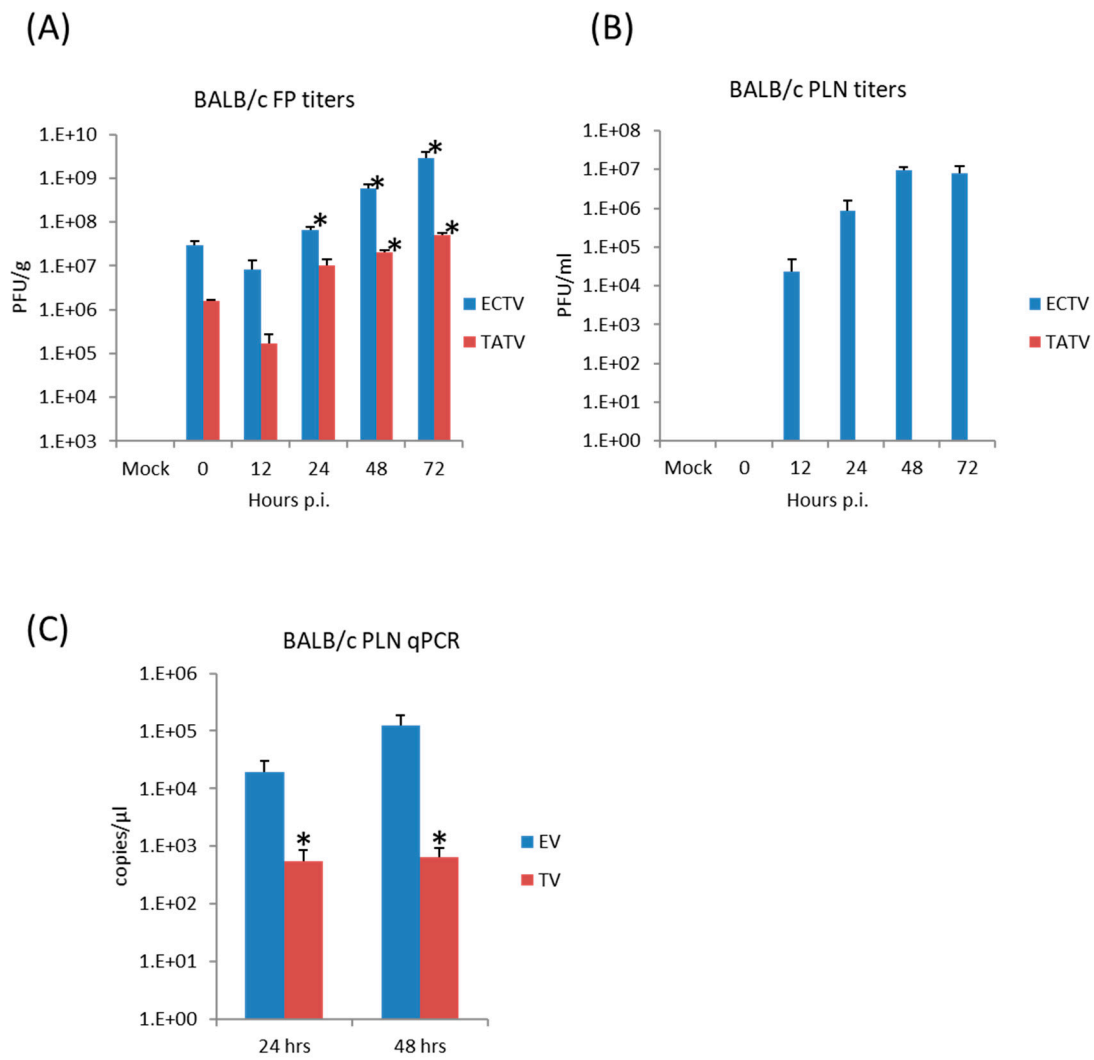 (A)
BALB/c FP titers
1.E+10
1.E+09
1.E+08
1.E+07
1.E+06
1.E+05
1.E+04
1.E+03
PFU/g
* * * * *
ECTV
TATV
Mock 0 12 24 48 72
Hours p.i.
(B)
BALB/c PLN titers
1.E+08
1.E+07
1.E+06
1.E+05
1.E+04
1.E+03
1.E+02
1.E+01
1.E+00
PFU/ml
ECTV
TATV
Mock 0 12 24 48 72
Hours p.i.
(C)
BALB/c PLN qPCR
1.E+06
1.E+05
1.E+04
1.E+03
1.E+02
1.E+01
1.E+00
copies/µl
* *
EV
TV
24 hrs 48 hrs